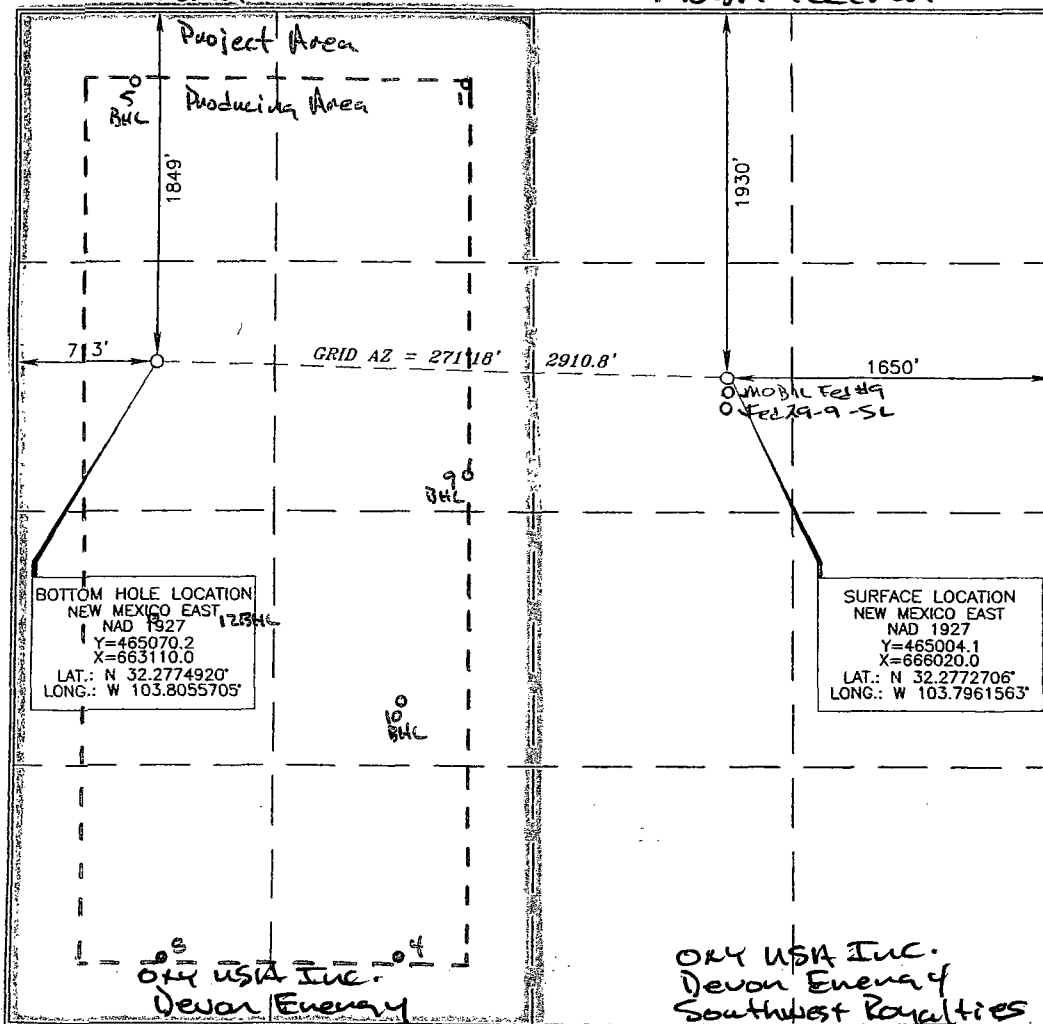 Project Area
5
BHL
Producing Area
1
1849'
1930'
713'
GRID AZ = 271°18'
2910.8'
1650'
MOBIL Fed #9
Fed 29-9-SL
9
BHL
BOTTOM HOLE LOCATION
NEW MEXICO EAST
NAD 1927
Y=465070.2
X=663110.0
LAT.: N 32.2774920°
LONG.: W 103.8055705°
12BHL
SURFACE LOCATION
NEW MEXICO EAST
NAD 1927
Y=465004.1
X=666020.0
LAT.: N 32.2772706°
LONG.: W 103.7961563°
10
BHL
4
OXY USA Inc.
Devon Energy
OXY USA Inc.
Devon Energy
Southwest Royalties